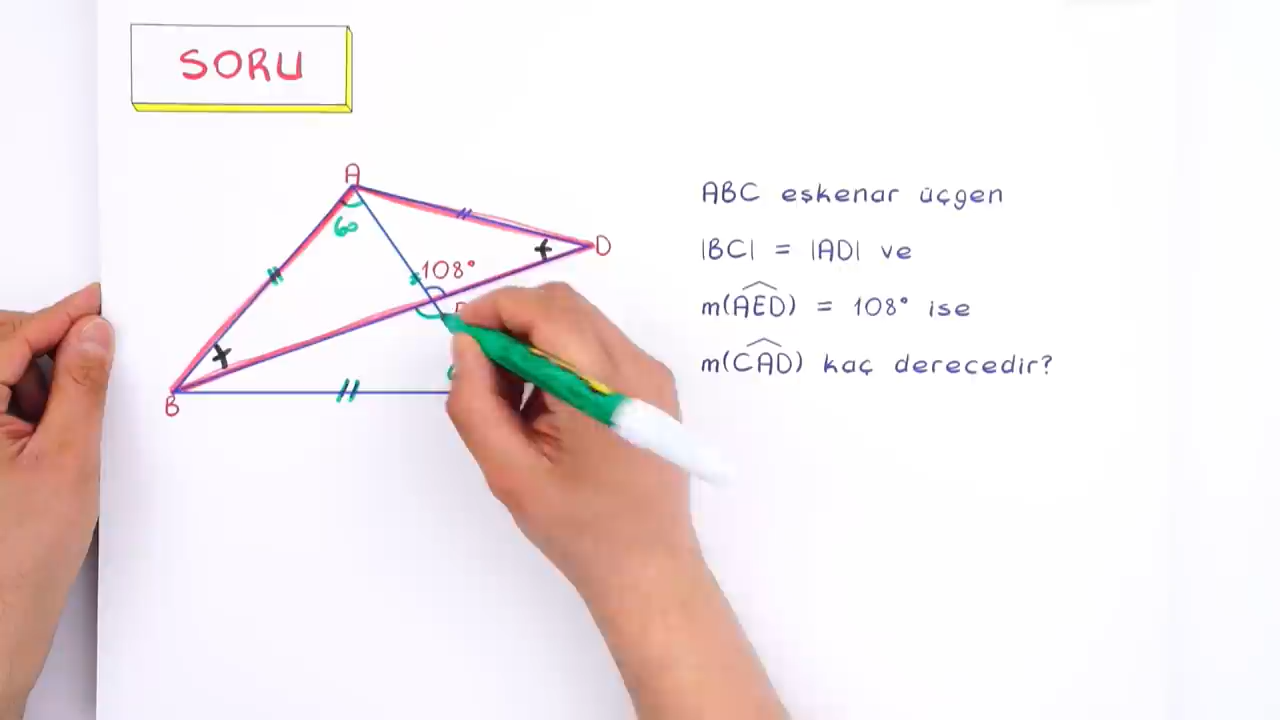 SORU
A
60
D
108°
B
ABC eşkenar üçgen
|BC| = |AD| ve
m(AED) = 108° ise
m(CAD) kaç derecedir?